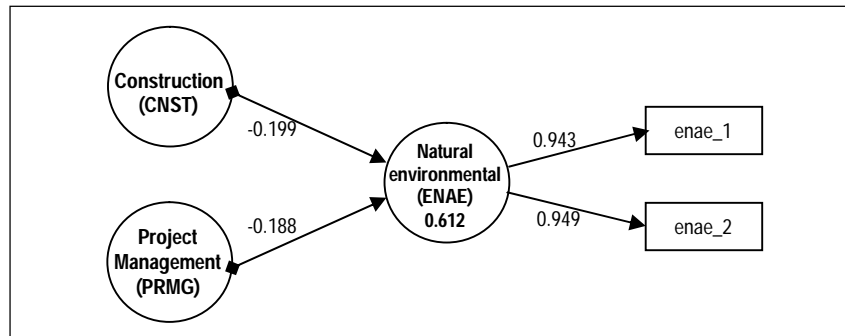 Construction
(CNST)
-0.199
Natural
environmental
(ENAE)
0.612
0.943
enae_1
0.949
enae_2
Project
Management
(PRMG)
-0.188